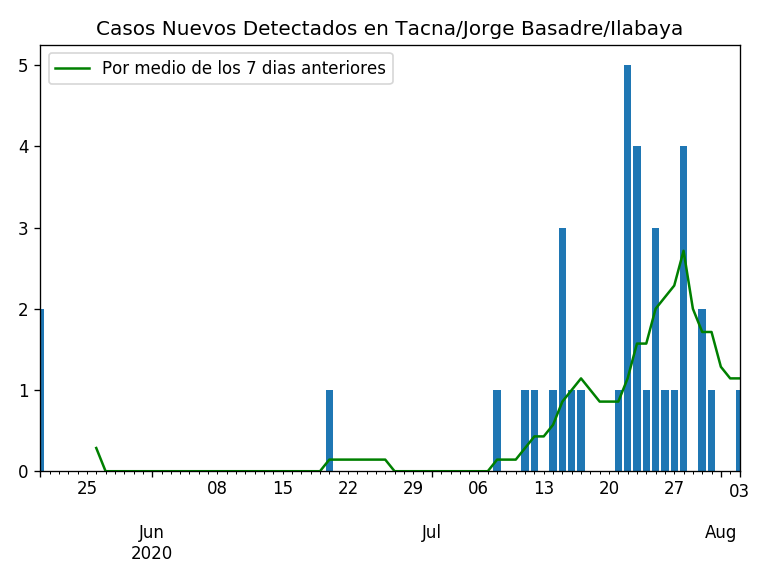 Casos Nuevos Detectados en Tacna/Jorge Basadre/Ilabaya
Por medio de los 7 dias anteriores
5
4
3
2
1
0
25 08 15 22 29 06 13 20 27 03
Jun Jul Aug
2020